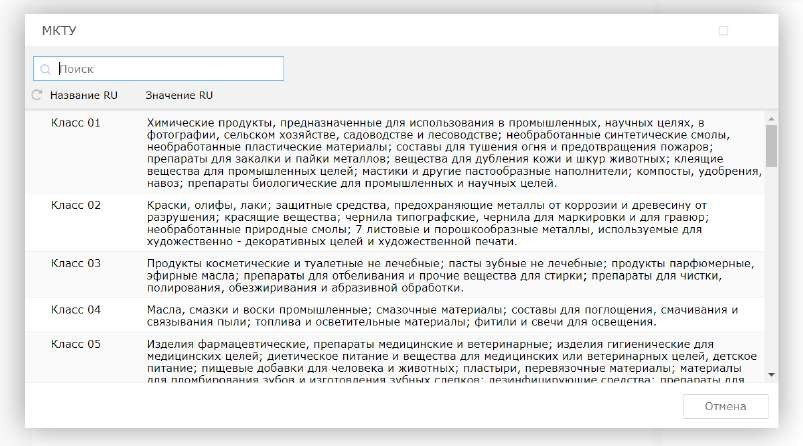 МКТУ
Поиск
Название RU Значение RU
Класс 01 Химические продукты, предназначенные для использования в промышленных, научных целях, в
фотографии, сельском хозяйстве, садоводстве и лесоводстве; необработанные синтетические смолы,
необработанные пластические материалы; составы для тушения огня и предотвращения пожаров;
препараты для закалки и пайки металлов; вещества для дубления кожи и шкур животных; клеящие
вещества для промышленных целей; мастики и другие пастообразные наполнители; компосты, удобрения,
навоз; препараты биологические для промышленных и научных целей.
Класс 02 Краски, олифы, лаки; защитные средства, предохраняющие металлы от коррозии и древесину от
разрушения; красящие вещества; чернила типографские, чернила для маркировки и для гравюр;
необработанные природные смолы; 7 листовые и порошкообразные металлы, используемые для
художественно - декоративных целей и художественной печати.
Класс 03 Продукты косметические и туалетные не лечебные; пасты зубные не лечебные; продукты парфюмерные,
эфирные масла; препараты для отбеливания и прочие вещества для стирки; препараты для чистки,
полирования, обезжиривания и абразивной обработки.
Класс 04 Масла, смазки и воски промышленные; смазочные материалы; составы для поглощения, смачивания и
связывания пыли; топлива и осветительные материалы; фитили и свечи для освещения.
Класс 05 Изделия фармацевтические, препараты медицинские и ветеринарные; изделия гигиенические для
медицинских целей; диетическое питание и вещества для медицинских или ветеринарных целей, детское
питание; пищевые добавки для человека и животных; пластыри, перевязочные материалы; материалы
для пломбирования зубов и изготовления зубных слепков; дезинфицирующие средства; препараты для
Отмена